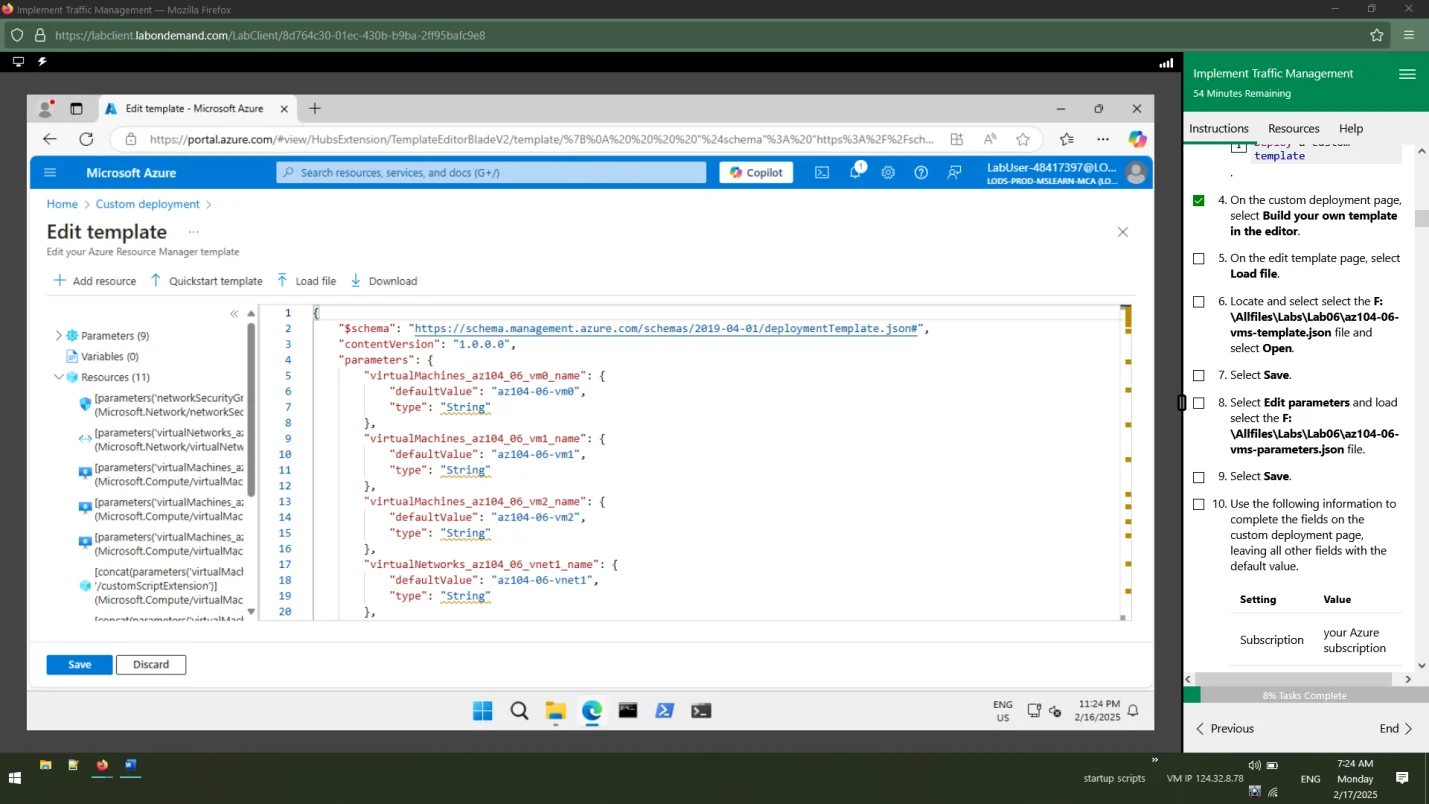 Implement Traffic Management — Mozilla Firefox
https://labclient.labondemand.com/LabClient/8d764c30-01ec-430b-b9ba-2ff95bafc9e8
Edit template - Microsoft Azure
https://portal.azure.com/#view/HubsExtension/TemplateEditorBladeV2/template/%7B%0A%20%20%20%20"%24schema"%3A%20"https%3A%2F%2Fsch...
Microsoft Azure
Search resources, services, and docs (G+/)
Copilot
1
LabUser-48417397@LO...
LODS-PROD-MSLEARN-MCA (LO...
Home > Custom deployment >
Edit template ...
Edit your Azure Resource Manager template
Add resource
Quickstart template
Load file
Download
Parameters (9)
Variables (0)
Resources (11)
[parameters('networkSecurityGr
(Microsoft.Network/networkSec
[parameters('virtualNetworks_az
(Microsoft.Network/virtualNetw
[parameters('virtualMachines_az
(Microsoft.Compute/virtualMac
[parameters('virtualMachines_az
(Microsoft.Compute/virtualMac
[parameters('virtualMachines_az
(Microsoft.Compute/virtualMac
[concat(parameters('virtualMacl
'/customScriptExtension')]
(Microsoft.Compute/virtualMac
[concat(parameters('virtualMacl
1 {
2 "$schema": "https://schema.management.azure.com/schemas/2019-04-01/deploymentTemplate.json#",
3 "contentVersion": "1.0.0.0",
4 "parameters": {
5 "virtualMachines_az104_06_vm0_name": {
6 "defaultValue": "az104-06-vm0",
7 "type": "String"
8 },
9 "virtualMachines_az104_06_vm1_name": {
10 "defaultValue": "az104-06-vm1",
11 "type": "String"
12 },
13 "virtualMachines_az104_06_vm2_name": {
14 "defaultValue": "az104-06-vm2",
15 "type": "String"
16 },
17 "virtualNetworks_az104_06_vnet1_name": {
18 "defaultValue": "az104-06-vnet1",
19 "type": "String"
20 },
Save
Discard
ENG
US
11:24 PM
2/16/2025
Implement Traffic Management
54 Minutes Remaining
Instructions Resources Help
Deploy a custom
template
.
4. On the custom deployment page,
select Build your own template
in the editor.
5. On the edit template page, select
Load file.
6. Locate and select select the F:
\Allfiles\Labs\Lab06\az104-06-
vms-template.json file and
select Open.
7. Select Save.
8. Select Edit parameters and load
select the F:
\Allfiles\Labs\Lab06\az104-06-
vms-parameters.json file.
9. Select Save.
10. Use the following information to
complete the fields on the
custom deployment page,
leaving all other fields with the
default value.
Setting Value
Subscription your Azure
subscription
8% Tasks Complete
Previous
End
startup scripts
VM IP 124.32.8.78
ENG
7:24 AM
Monday
2/17/2025